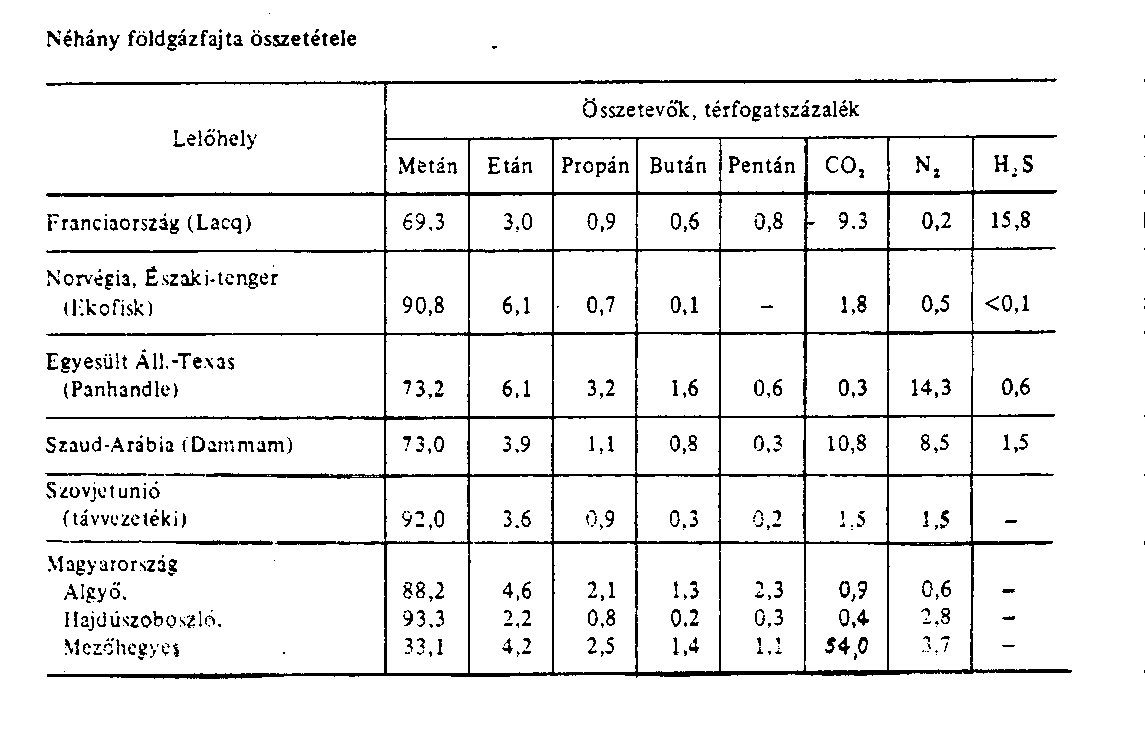 Néhány földgázfajta összetétele
Lelőhely
Összetevők, térfogatszázalék
Metán Etán Propán Bután Pentán CO₂ N₂ H₂S
Franciaország (Lacq) 69.3 3,0 0,9 0,6 0,8 9.3 0,2 15,8
Norvégia, Északi-tenger
(Ekofisk) 90,8 6,1 0,7 0,1 – 1,8 0,5 <0,1
Egyesült Áll.-Texas
(Panhandle) 73,2 6,1 3,2 1,6 0,6 0,3 14,3 0,6
Szaud-Arábia (Dammam) 73,0 3,9 1,1 0,8 0,3 10,8 8,5 1,5
Szovjetunió
(távvezetéki) 92,0 3.6 0,9 0,3 0,2 1,5 1,5 –
Magyarország
Algyő, 88,2 4,6 2,1 1,3 2,3 0,9 0,6 –
Hajdúszoboszló, 93,3 2,2 0,8 0,2 0,3 0,4 2,8 –
Mezőhegyes 33,1 4,2 2,5 1,4 1,1 54,0 3,7 –